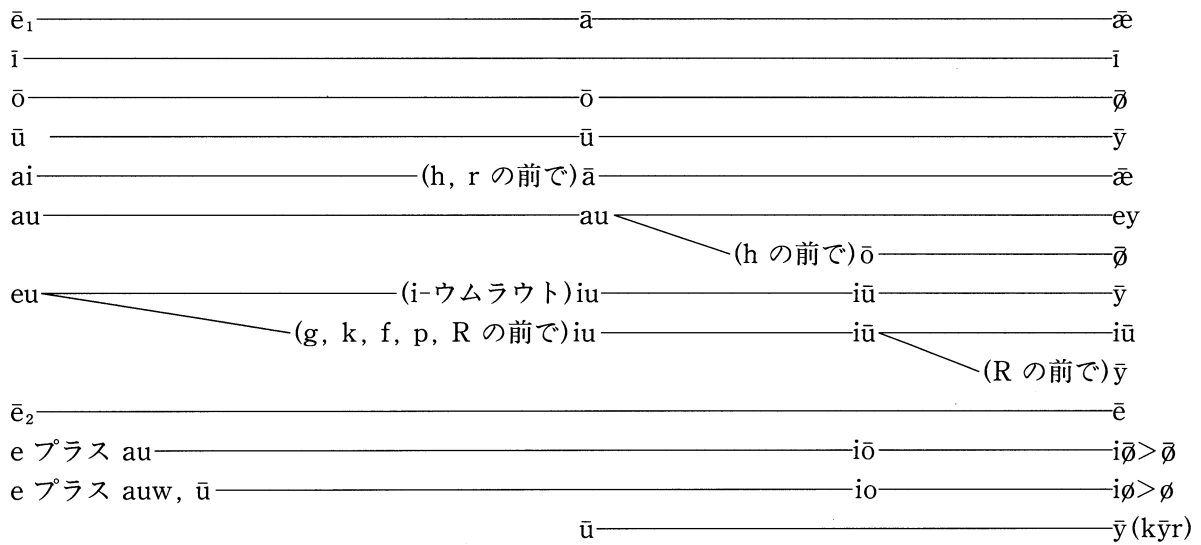 ē₁ ā ǣ
ī ī
ō ō ø̄
ū ū ȳ
ai (h, r の前で) ā ǣ
au au ey
(h の前で) ō ø̄
eu (i-ウムラウト) iu iū ȳ
(g, k, f, p, R の前で) iu iū iū
(R の前で) ȳ
ē₂ ē
e プラス au iō iø̄>ø̄
e プラス auw, ū io iø>ø
ū ȳ (kȳr)